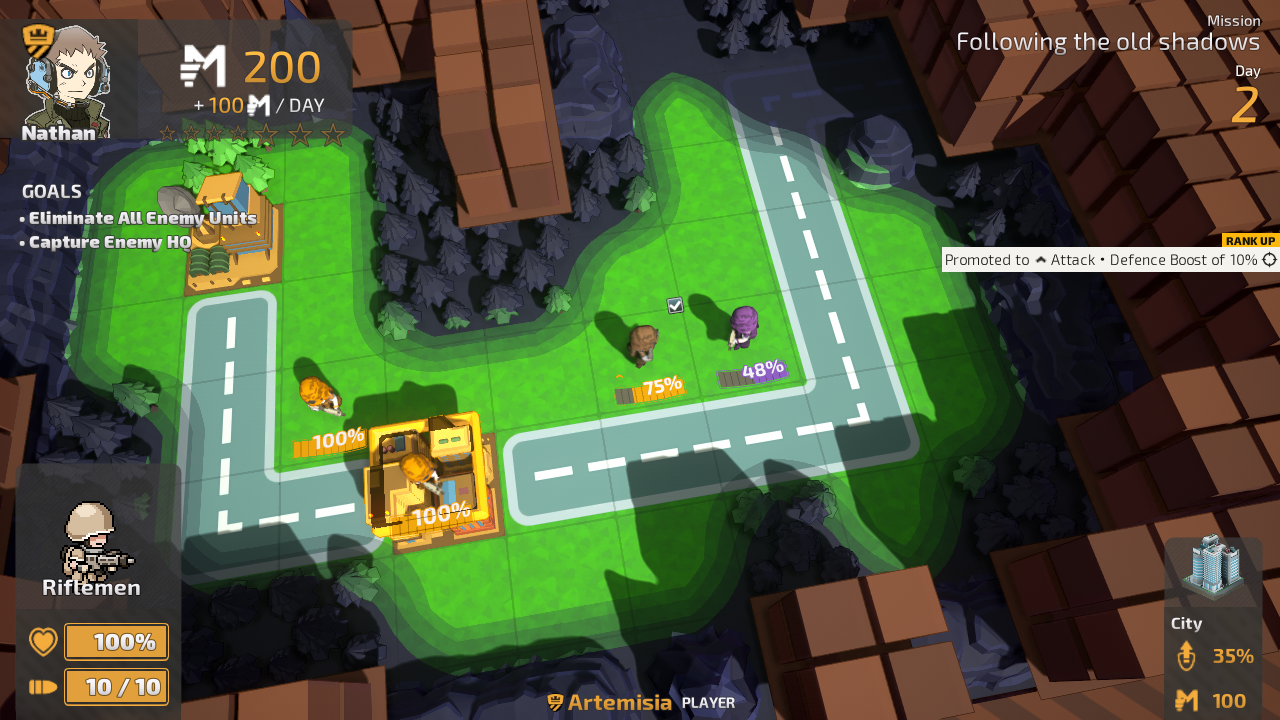 200
+ 100 / DAY
Nathan
GOALS
• Eliminate All Enemy Units
• Capture Enemy HQ
Mission
Following the old shadows
Day
2
RANK UP
Promoted to Attack • Defence Boost of 10%
75%
48%
100%
100%
Riflemen
100%
10 / 10
City
35%
100
Artemisia PLAYER